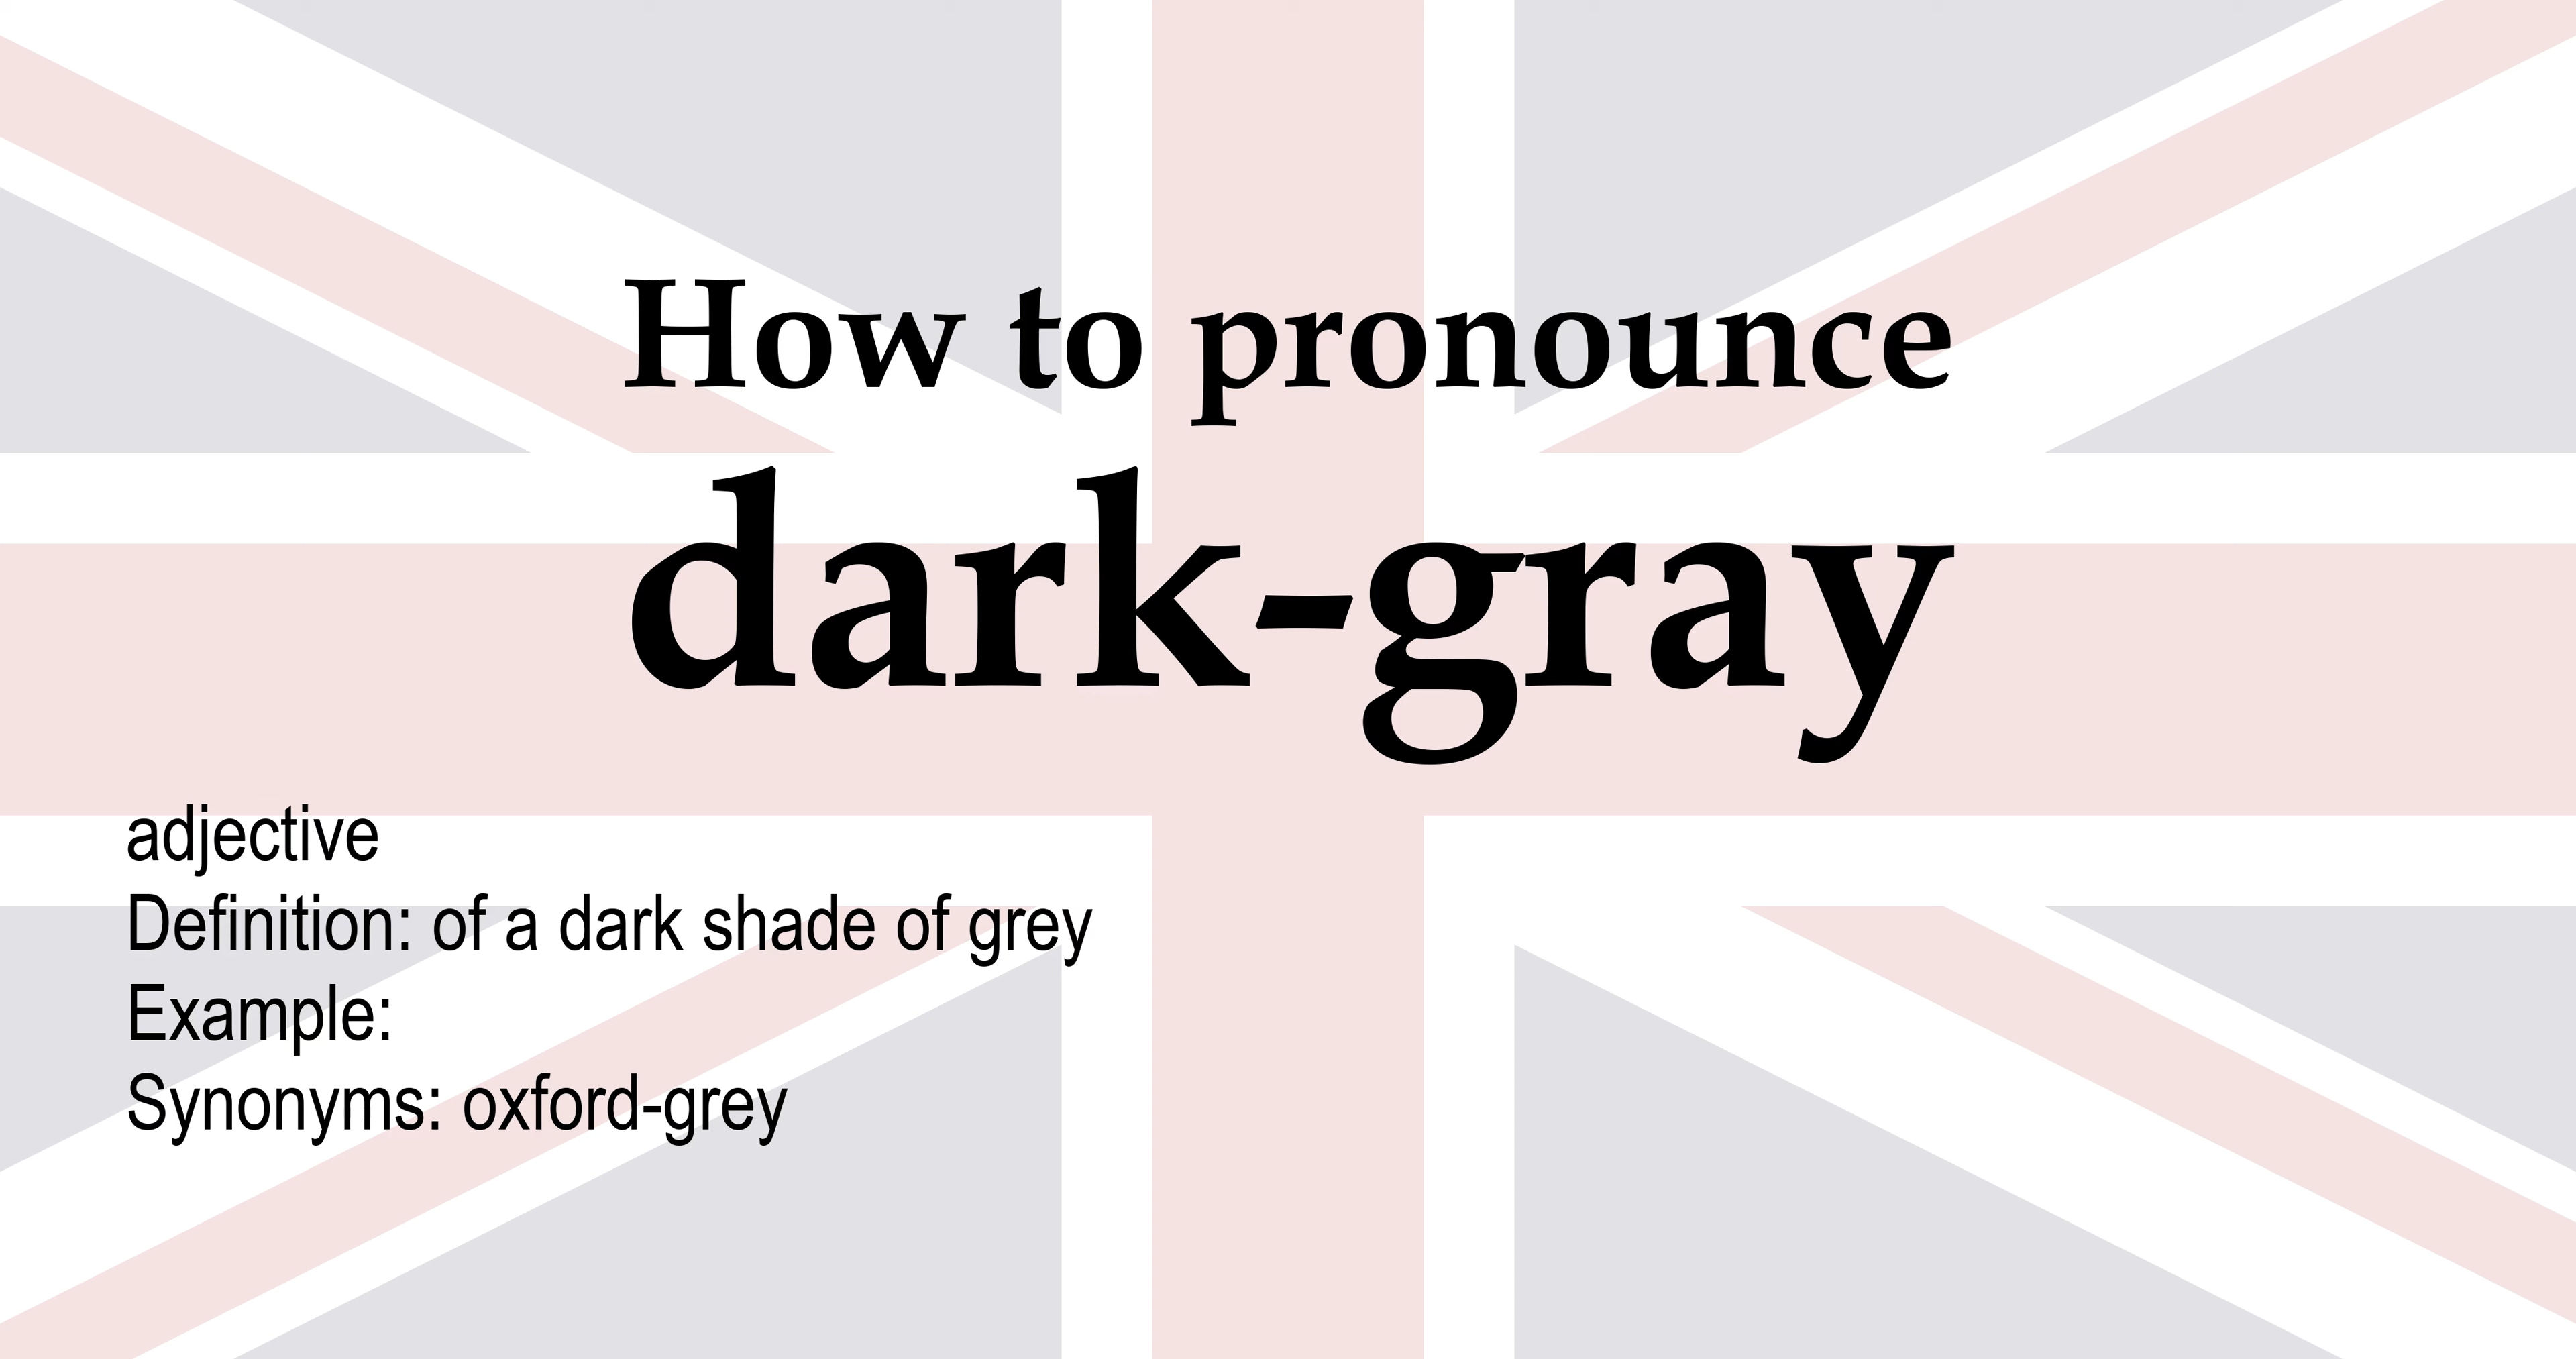 How to pronounce
dark-gray
adjective
Definition: of a dark shade of grey
Example:
Synonyms: oxford-grey